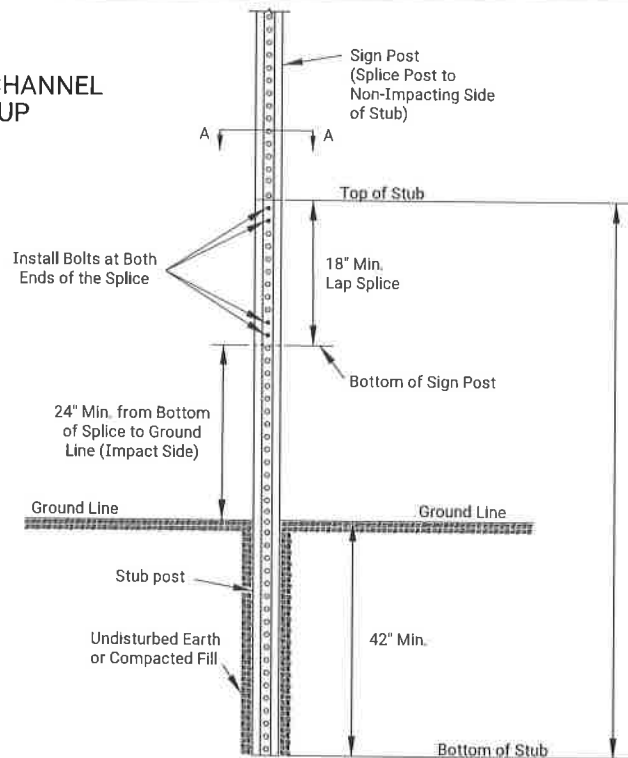 CHANNEL
UP
Sign Post
(Splice Post to
Non-Impacting Side
of Stub)
A
A
Top of Stub
Install Bolts at Both
Ends of the Splice
18" Min.
Lap Splice
Bottom of Sign Post
24" Min. from Bottom
of Splice to Ground
Line (Impact Side)
Ground Line
Ground Line
Stub post
Undisturbed Earth
or Compacted Fill
42" Min.
Bottom of Stub